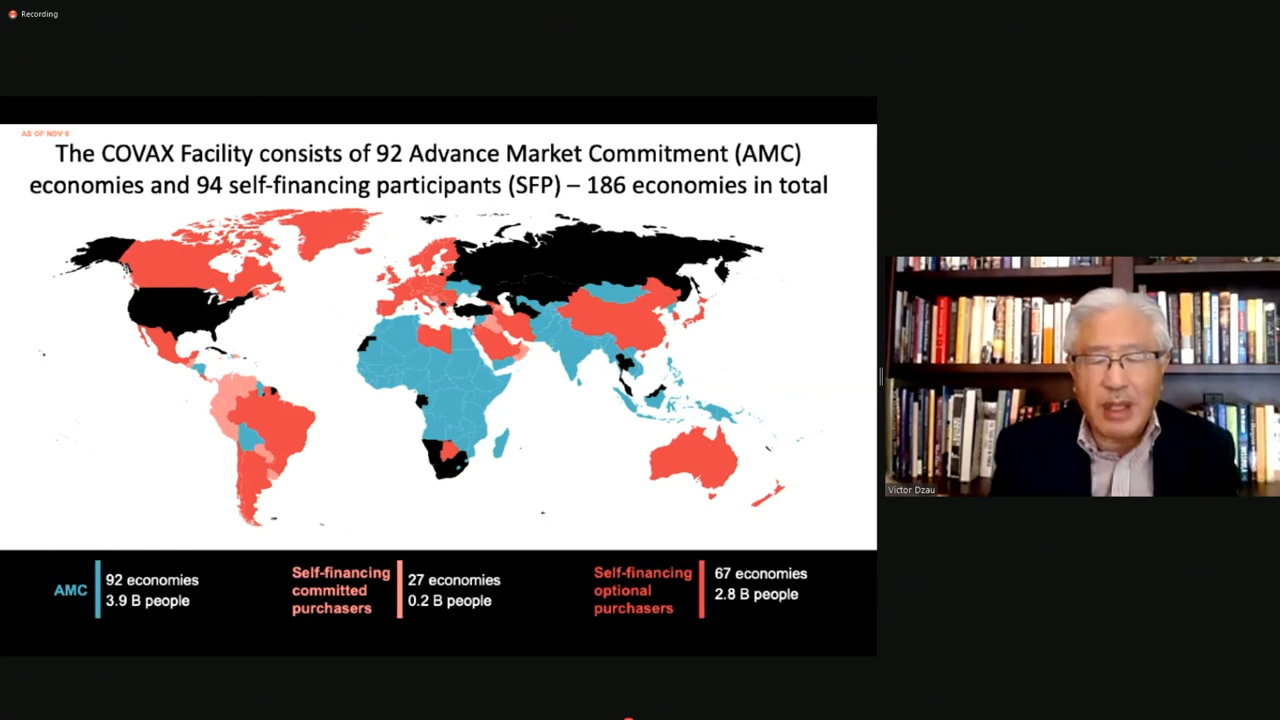 Recording
AS OF NOV 6
The COVAX Facility consists of 92 Advance Market Commitment (AMC)
economies and 94 self-financing participants (SFP) – 186 economies in total
AMC
92 economies
3.9 B people
Self-financing
committed
purchasers
27 economies
0.2 B people
Self-financing
optional
purchasers
67 economies
2.8 B people
Victor Dzau